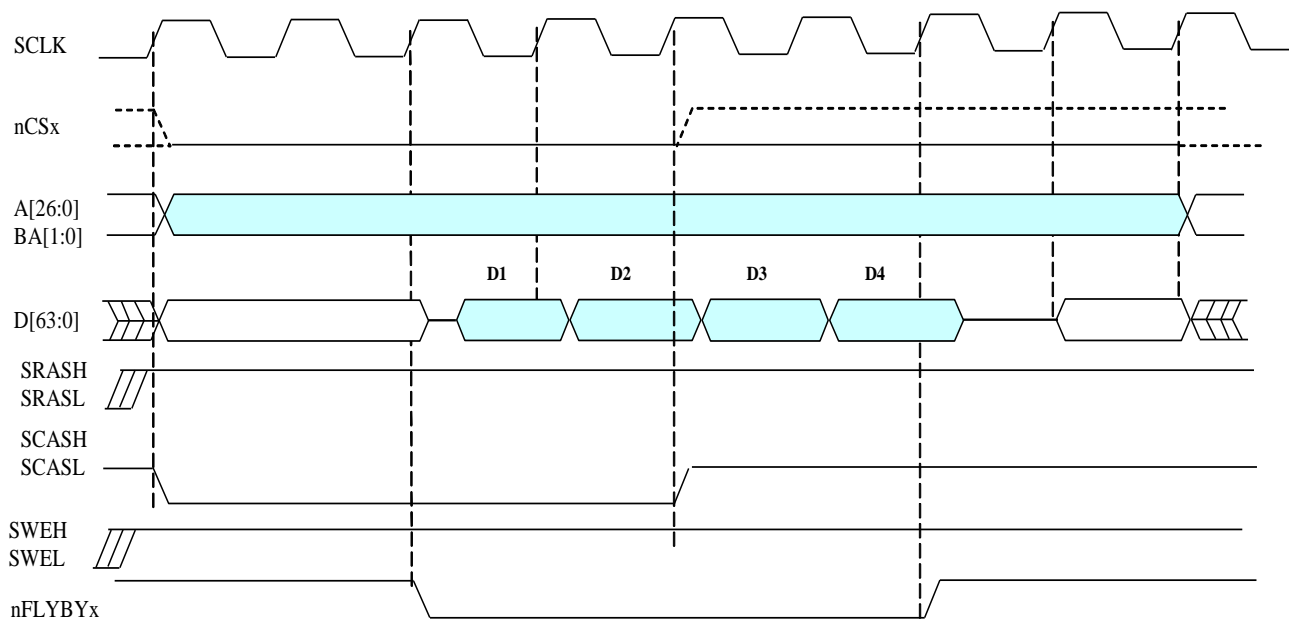 SCLK
nCSx
A[26:0]
BA[1:0]
D1 D2 D3 D4
D[63:0]
SRASH
SRASL
SCASH
SCASL
SWEH
SWEL
nFLYBYx